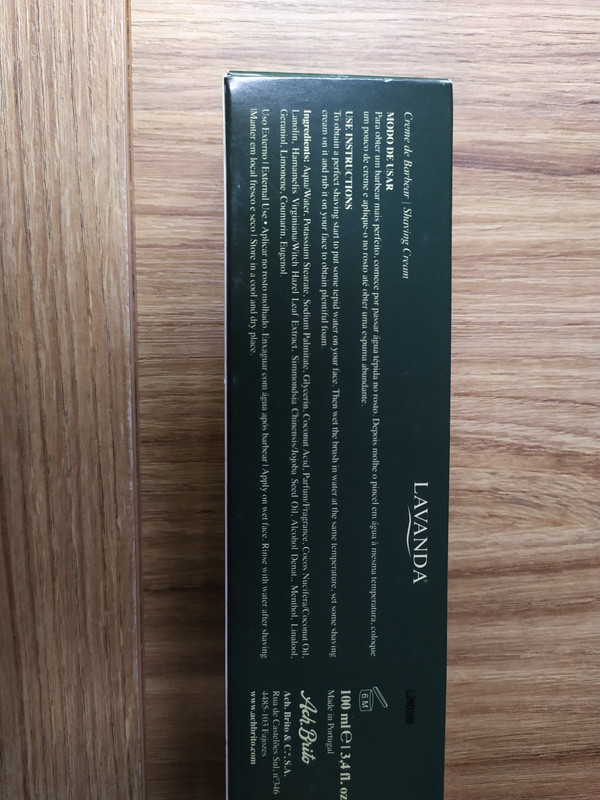 LAVANDA®
Creme de Barbear | Shaving Cream
MODO DE USAR
Para obter um barbear mais perfeito, comece por passar água tépida no rosto. Depois molhe o pincel em água à mesma temperatura, coloque
um pouco de creme e aplique-o no rosto até obter uma espuma abundante.
USE INSTRUCTIONS
To obtain a perfect shaving start to put some tepid water on your face. Then wet the brush in water at the same temperature, set some shaving
cream on it and rub it on your face to obtain plentiful foam.
Ingredients: Aqua/Water, Potassium Stearate, Sodium Palmitate, Glycerin, Coconut Acid, Parfum/Fragrance, Cocos Nucifera/Coconut Oil,
Lanolin, Hamamelis Virginiana/Witch Hazel Leaf Extract, Simmondsia Chinensis/Jojoba Seed Oil, Alcohol Denat., Menthol, Linalool,
Geraniol, Limonene, Coumarin, Eugenol
Uso Externo | External Use • Aplicar no rosto molhado. Enxaguar com água após barbear | Apply on wet face. Rinse with water after shaving
Manter em local fresco e seco | Store in a cool and dry place.
6 M
100 ml ℮ | 3,4 fl. oz
Made in Portugal
Ach. Brito
Ach. Brito & C.ª, S.A.
Rua de Castelões Sul, nº346
4485-103 Fajozes
www.achbrito.com